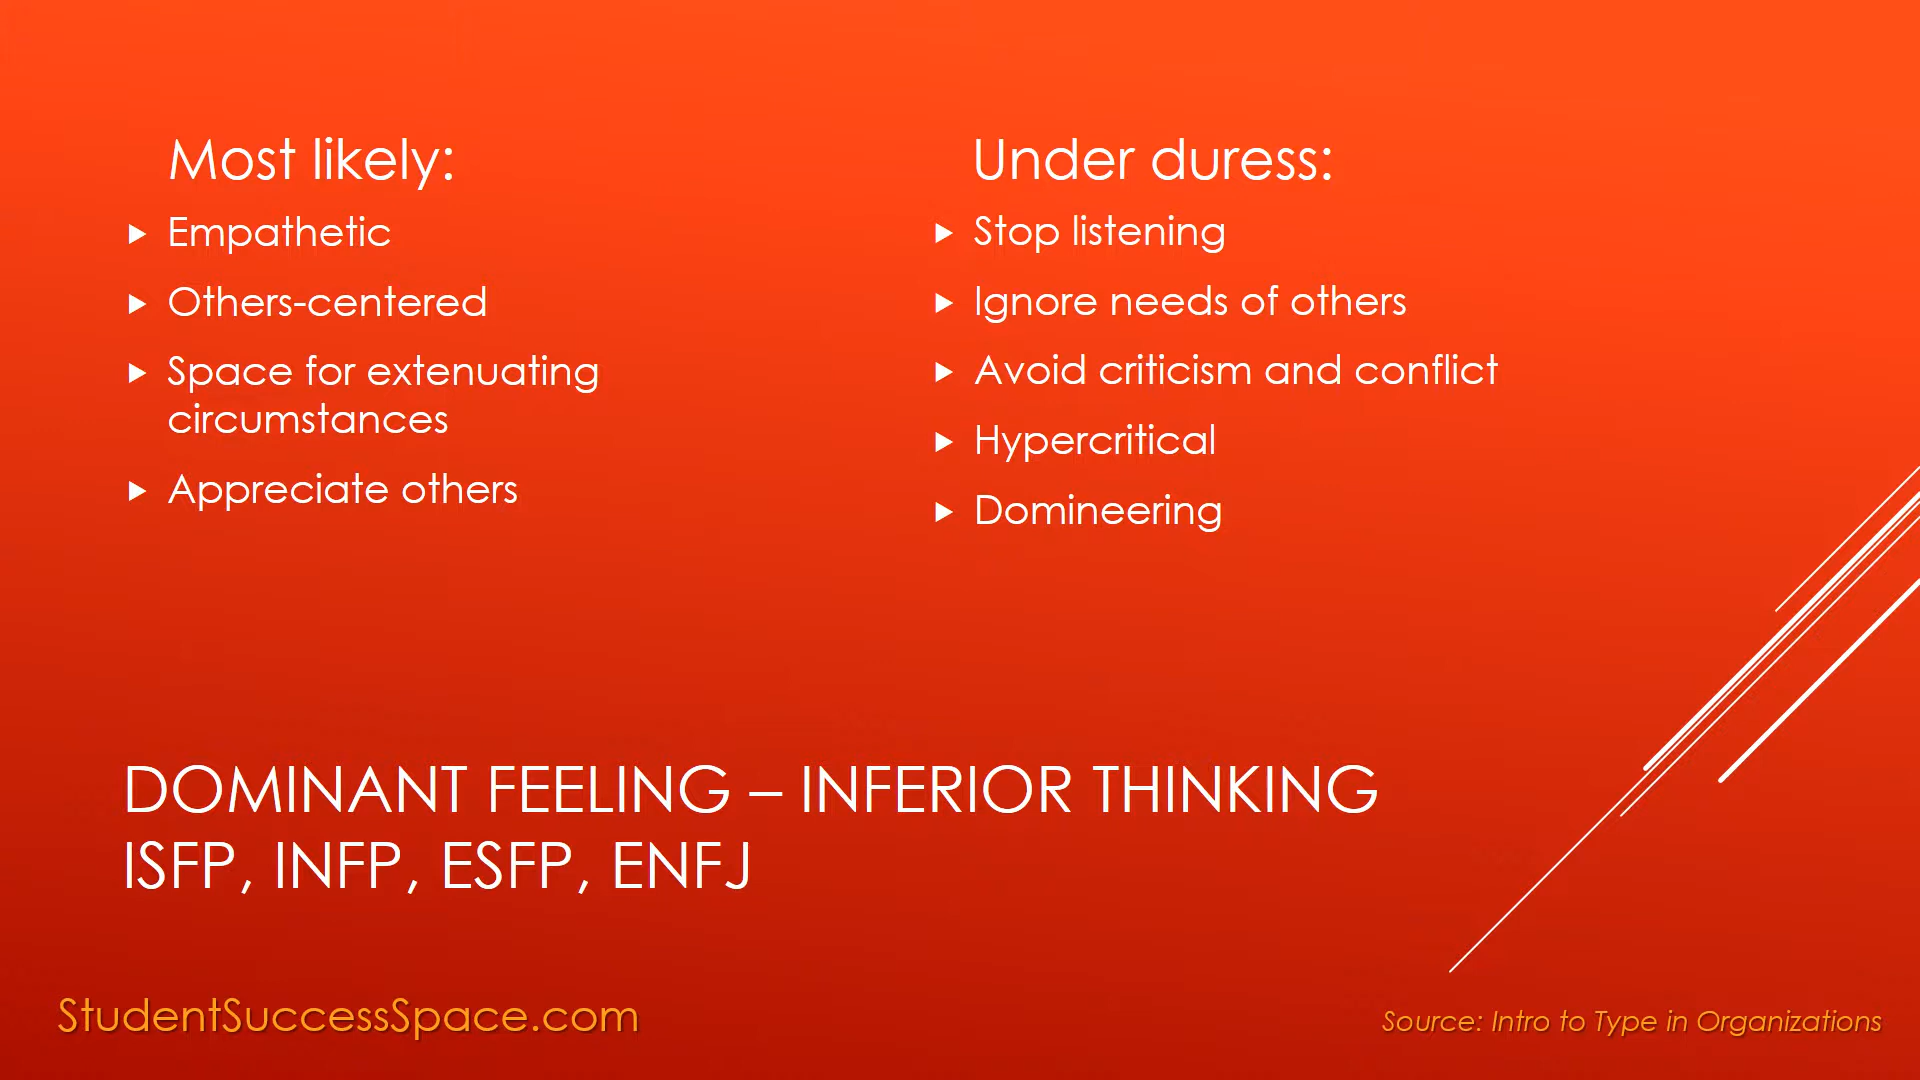 Most likely:
Empathetic
Others-centered
Space for extenuating
circumstances
Appreciate others
Under duress:
Stop listening
Ignore needs of others
Avoid criticism and conflict
Hypercritical
Domineering
DOMINANT FEELING – INFERIOR THINKING
ISFP, INFP, ESFP, ENFJ
StudentSuccessSpace.com
Source: Intro to Type in Organizations